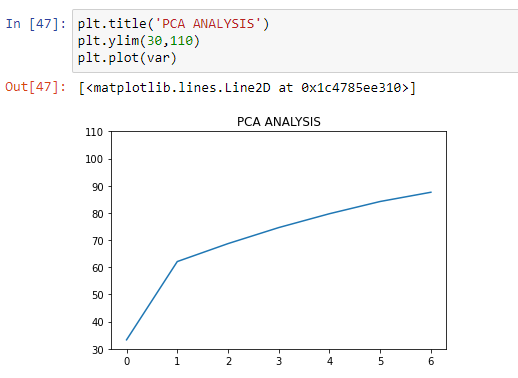 In [47]: plt.title('PCA ANALYSIS')
plt.ylim(30,110)
plt.plot(var)
Out[47]: [<matplotlib.lines.Line2D at 0x1c4785ee310>]
PCA ANALYSIS
110
100
90
80
70
60
50
40
30
0 1 2 3 4 5 6